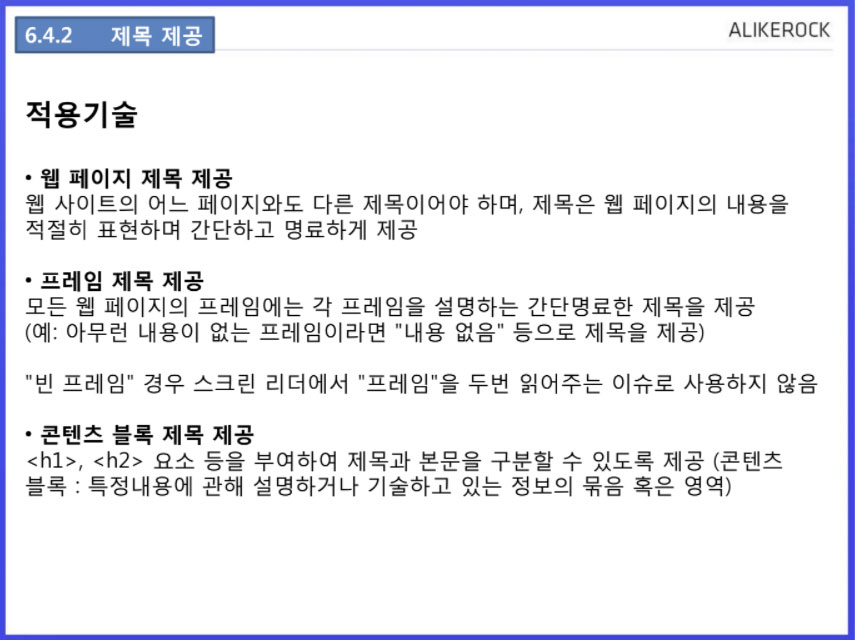 6.4.2 제목 제공
ALIKEROCK
적용기술
• 웹 페이지 제목 제공
웹 사이트의 어느 페이지와도 다른 제목이어야 하며, 제목은 웹 페이지의 내용을
적절히 표현하며 간단하고 명료하게 제공
• 프레임 제목 제공
모든 웹 페이지의 프레임에는 각 프레임을 설명하는 간단명료한 제목을 제공
(예: 아무런 내용이 없는 프레임이라면 "내용 없음" 등으로 제목을 제공)
"빈 프레임" 경우 스크린 리더에서 "프레임"을 두번 읽어주는 이슈로 사용하지 않음
• 콘텐츠 블록 제목 제공
<h1>, <h2> 요소 등을 부여하여 제목과 본문을 구분할 수 있도록 제공 (콘텐츠
블록 : 특정내용에 관해 설명하거나 기술하고 있는 정보의 묶음 혹은 영역)